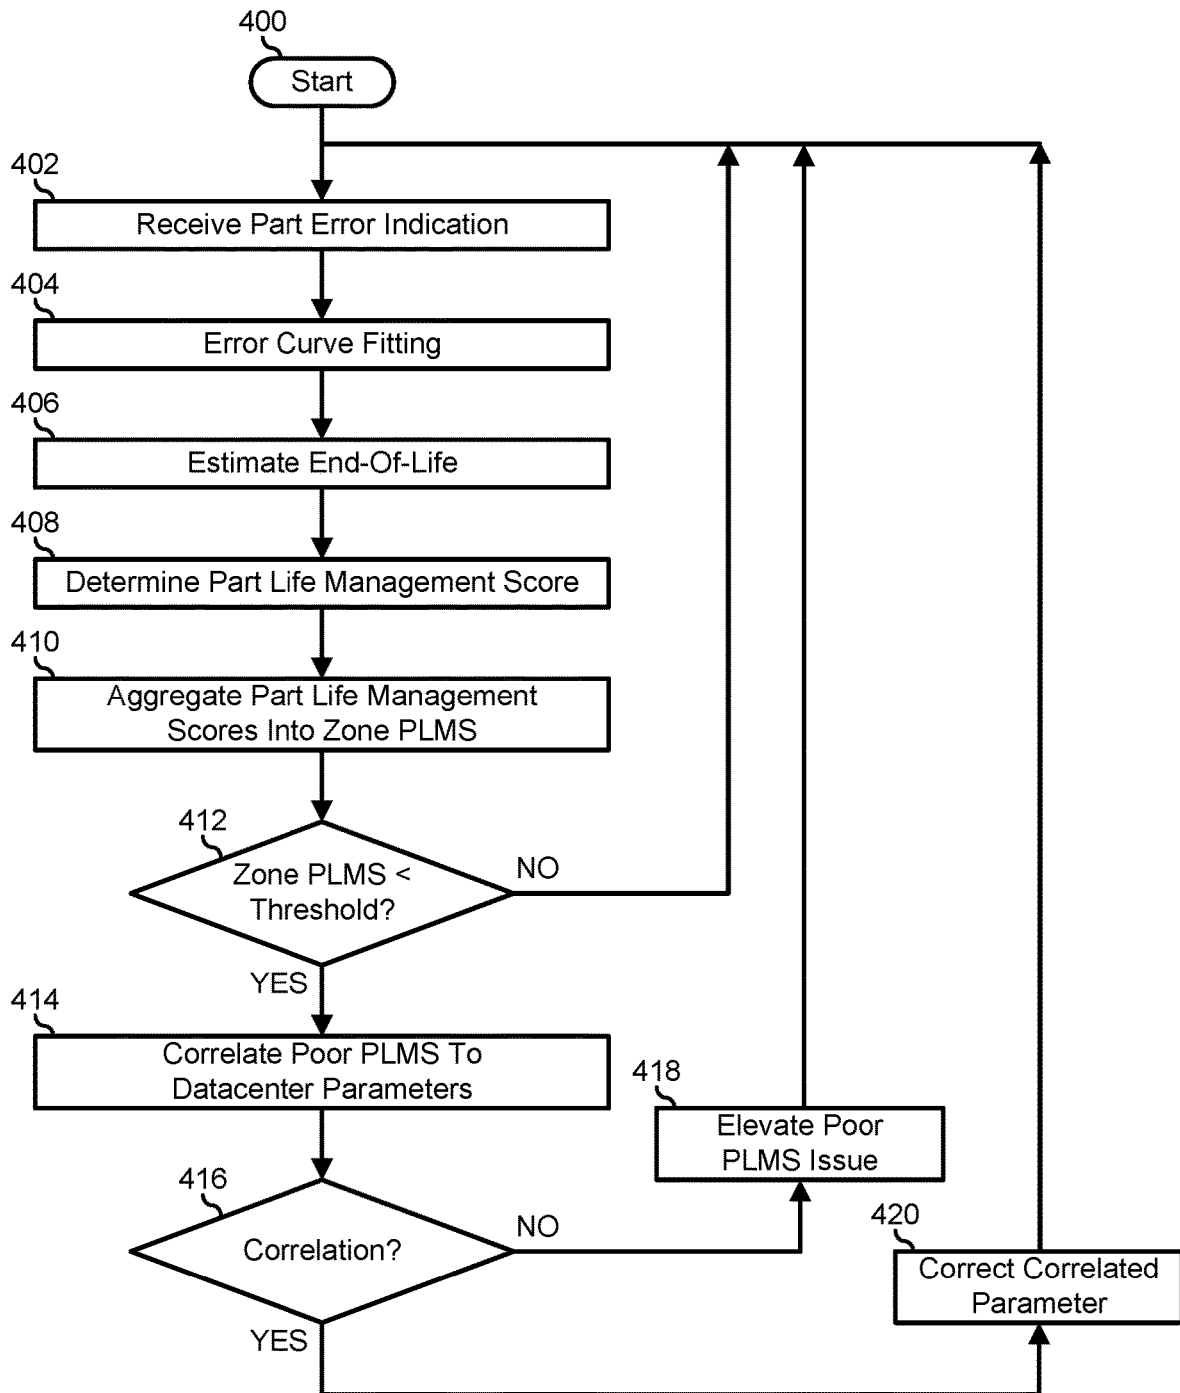 400
Start
402
Receive Part Error Indication
404
Error Curve Fitting
406
Estimate End-Of-Life
408
Determine Part Life Management Score
410
Aggregate Part Life Management
Scores Into Zone PLMS
412
Zone PLMS <
Threshold?
NO
YES
414
Correlate Poor PLMS To
Datacenter Parameters
416
Correlation?
NO
YES
418
Elevate Poor
PLMS Issue
420
Correct Correlated
Parameter